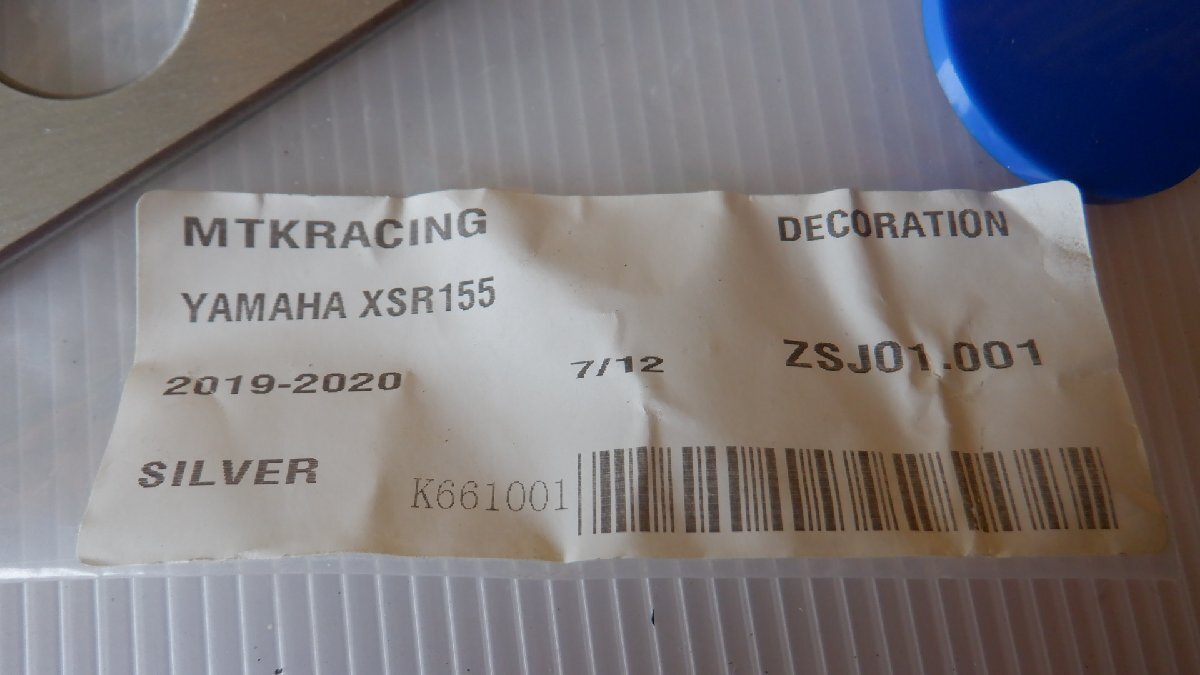 MTKRACING DECORATION
YAMAHA XSR155
2019-2020 7/12 ZSJ01.001
SILVER K661001